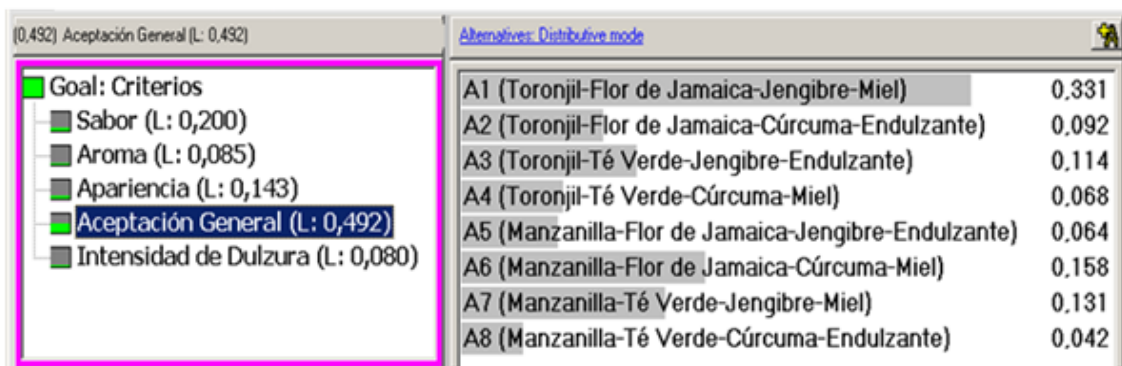 (0,492) Aceptación General (L: 0,492)
Alternatives: Distributive mode
Goal: Criterios
Sabor (L: 0,200)
Aroma (L: 0,085)
Apariencia (L: 0,143)
Aceptación General (L: 0,492)
Intensidad de Dulzura (L: 0,080)
A1 (Toronjil-Flor de Jamaica-Jengibre-Miel) 0,331
A2 (Toronjil-Flor de Jamaica-Cúrcuma-Endulzante) 0,092
A3 (Toronjil-Té Verde-Jengibre-Endulzante) 0,114
A4 (Toronjil-Té Verde-Cúrcuma-Miel) 0,068
A5 (Manzanilla-Flor de Jamaica-Jengibre-Endulzante) 0,064
A6 (Manzanilla-Flor de Jamaica-Cúrcuma-Miel) 0,158
A7 (Manzanilla-Té Verde-Jengibre-Miel) 0,131
A8 (Manzanilla-Té Verde-Cúrcuma-Endulzante) 0,042